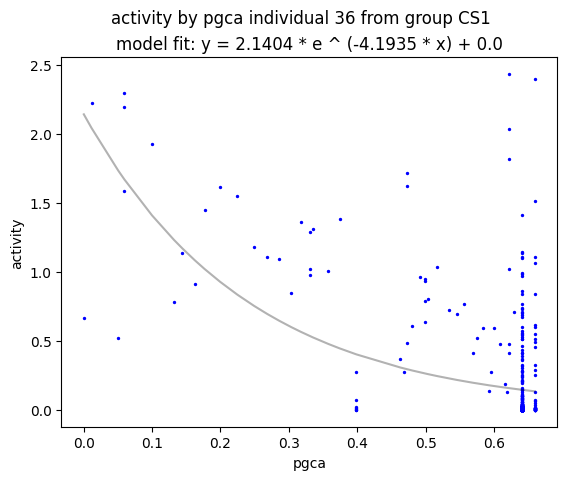 activity by pgca individual 36 from group CS1
model fit: y = 2.1404 * e ^ (-4.1935 * x) + 0.0
2.5
2.0
1.5
1.0
0.5
0.0
activity
0.0 0.1 0.2 0.3 0.4 0.5 0.6
pgca